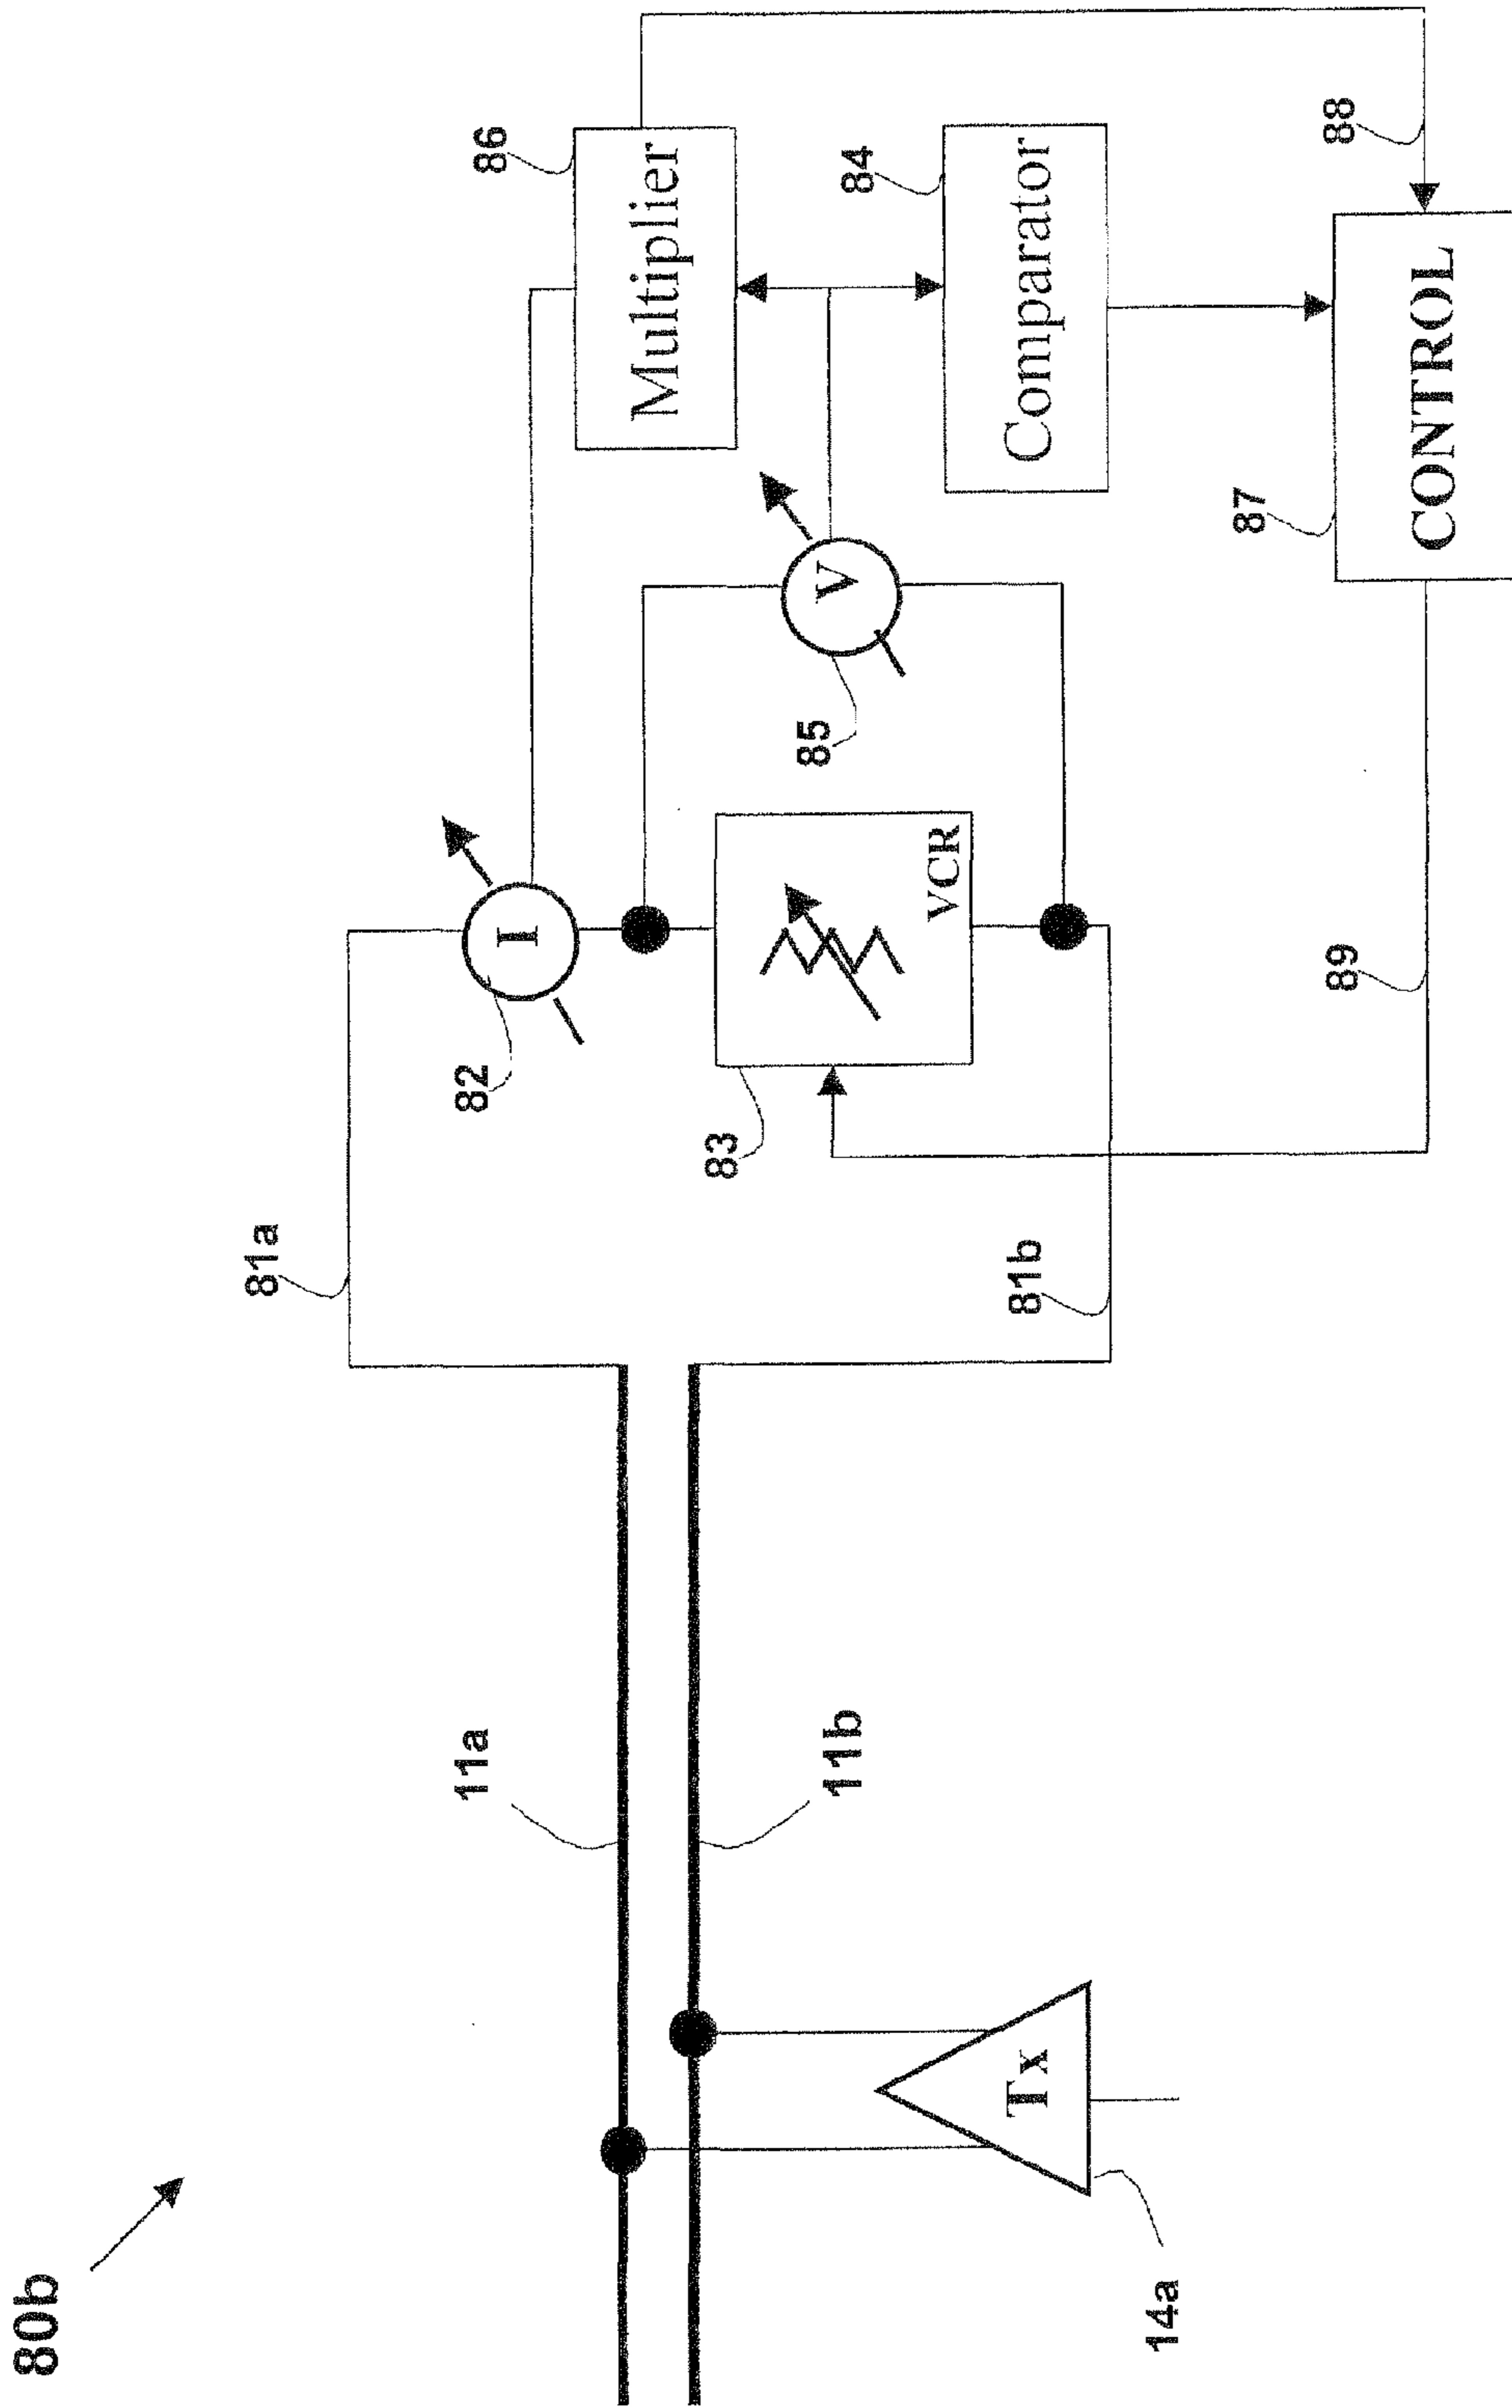 80b
81a
82
I
86
Multiplier
85
V
84
Comparator
83
VCR
11a
11b
81b
14a
Tx
87
CONTROL
88
89